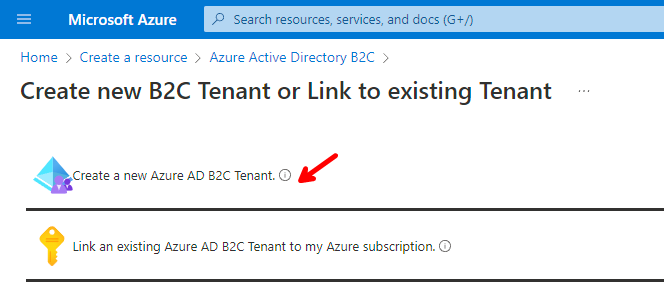 Microsoft Azure
Search resources, services, and docs (G+/)
Home > Create a resource > Azure Active Directory B2C >
Create new B2C Tenant or Link to existing Tenant ...
Create a new Azure AD B2C Tenant.
Link an existing Azure AD B2C Tenant to my Azure subscription.